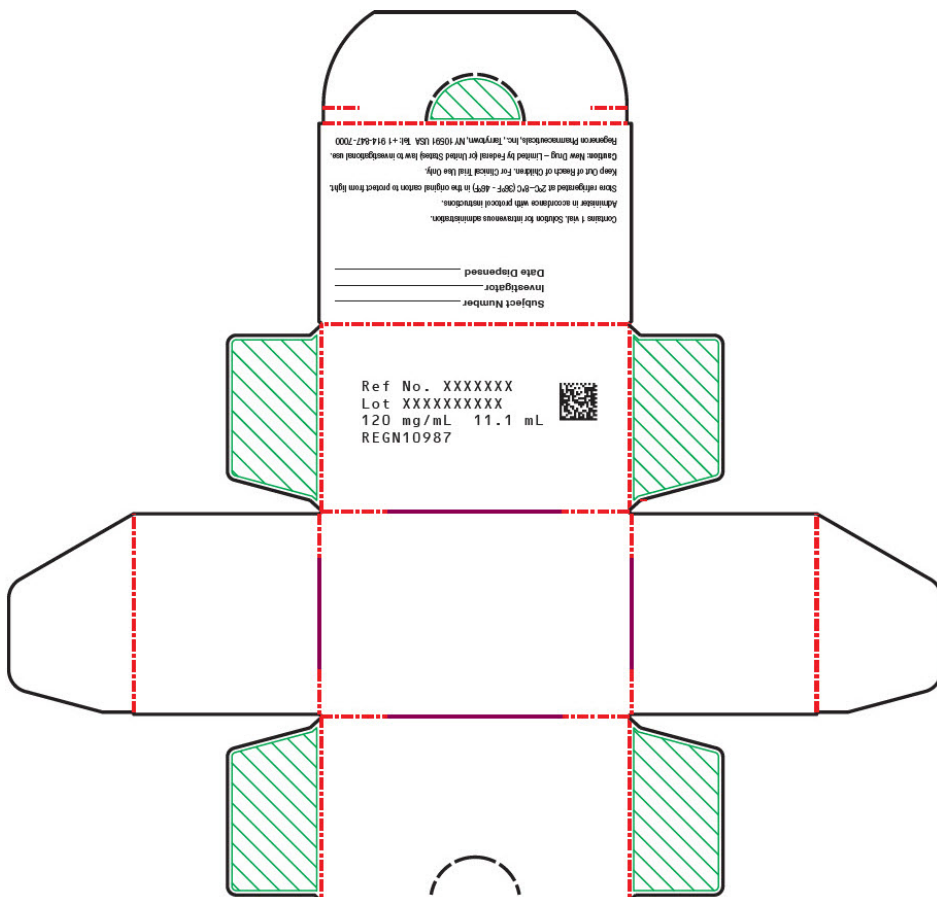 Subject Number
Investigator
Date Dispensed
Contains 1 vial. Solution for intravenous administration.
Administer in accordance with protocol instructions.
Store refrigerated at 2ºC–8ºC (36ºF - 46ºF) in the original carton to protect from light.
Keep Out of Reach of Children. For Clinical Trial Use Only.
Caution: New Drug – Limited by Federal (or United States) law to investigational use.
Regeneron Pharmaceuticals, Inc., Tarrytown, NY 10591 USA Tel: +1 914-847-7000
Ref No. XXXXXXX
Lot XXXXXXXXXX
120 mg/mL 11.1 mL
REGN10987